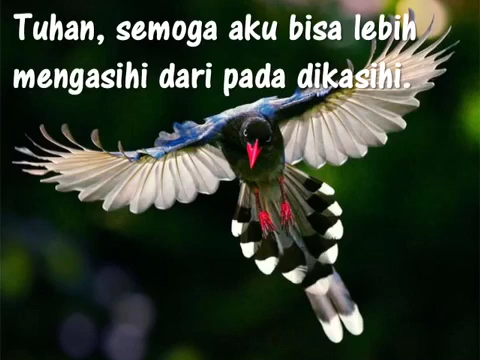 Tuhan, semoga aku bisa lebih
mengasihi dari pada dikasihi.